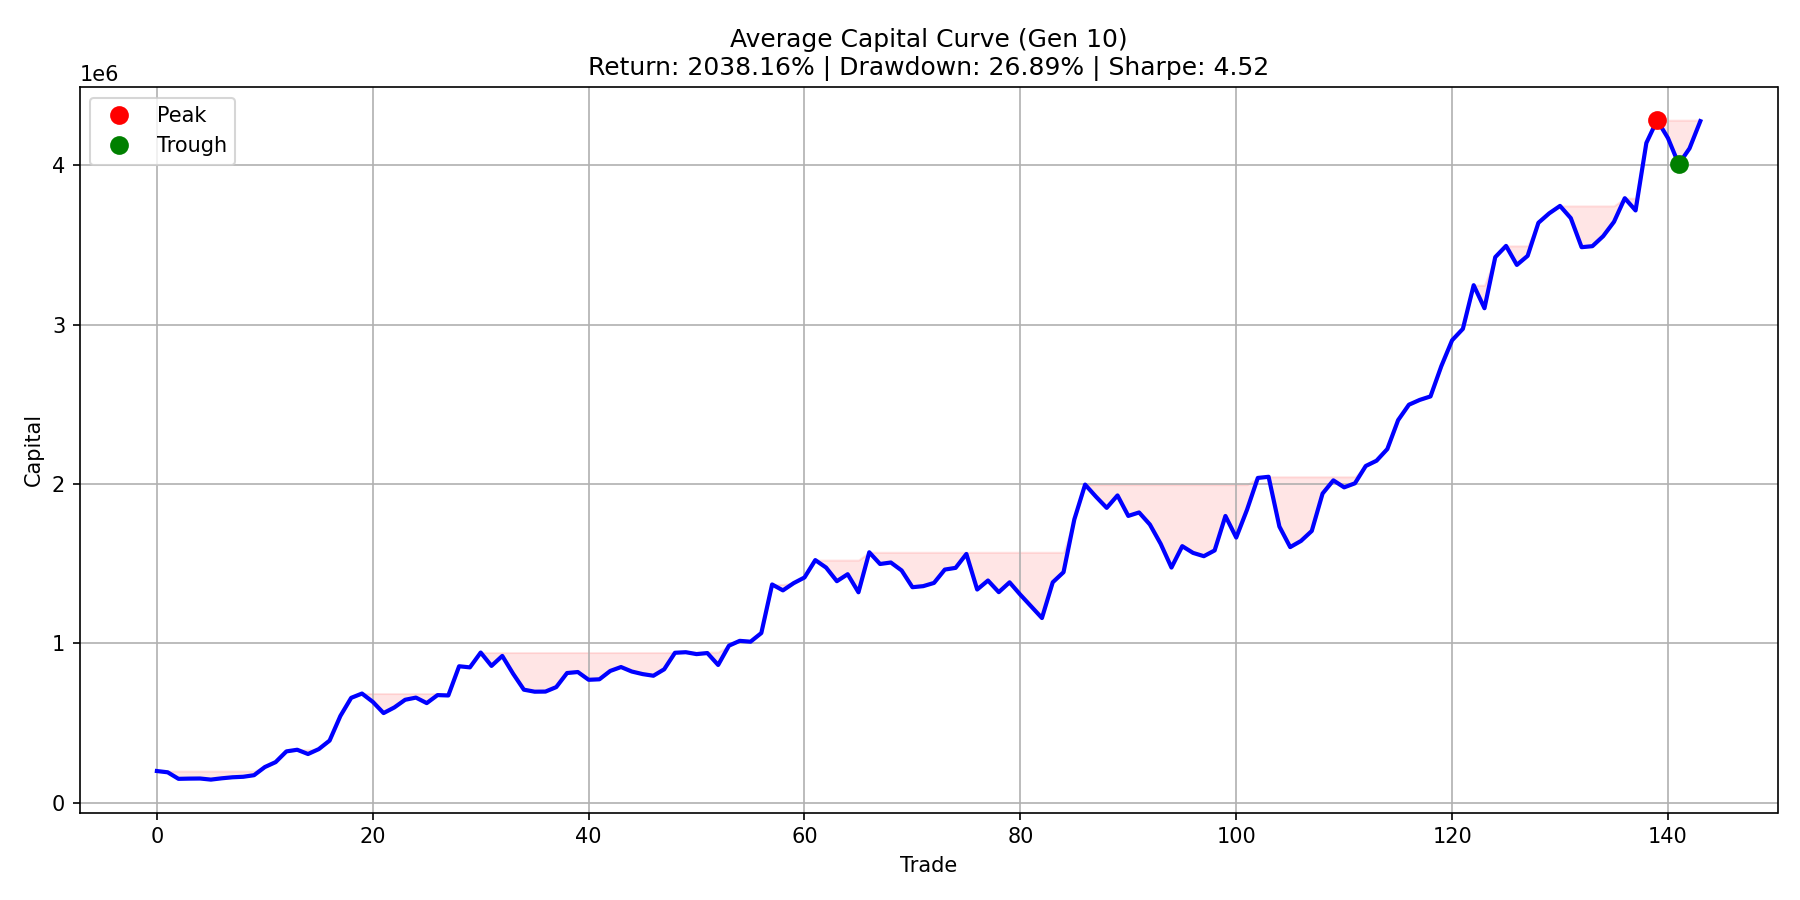 Average Capital Curve (Gen 10)
Return: 2038.16% | Drawdown: 26.89% | Sharpe: 4.52
1e6
Peak
Trough
4
3
2
1
0
Capital
0 20 40 60 80 100 120 140
Trade